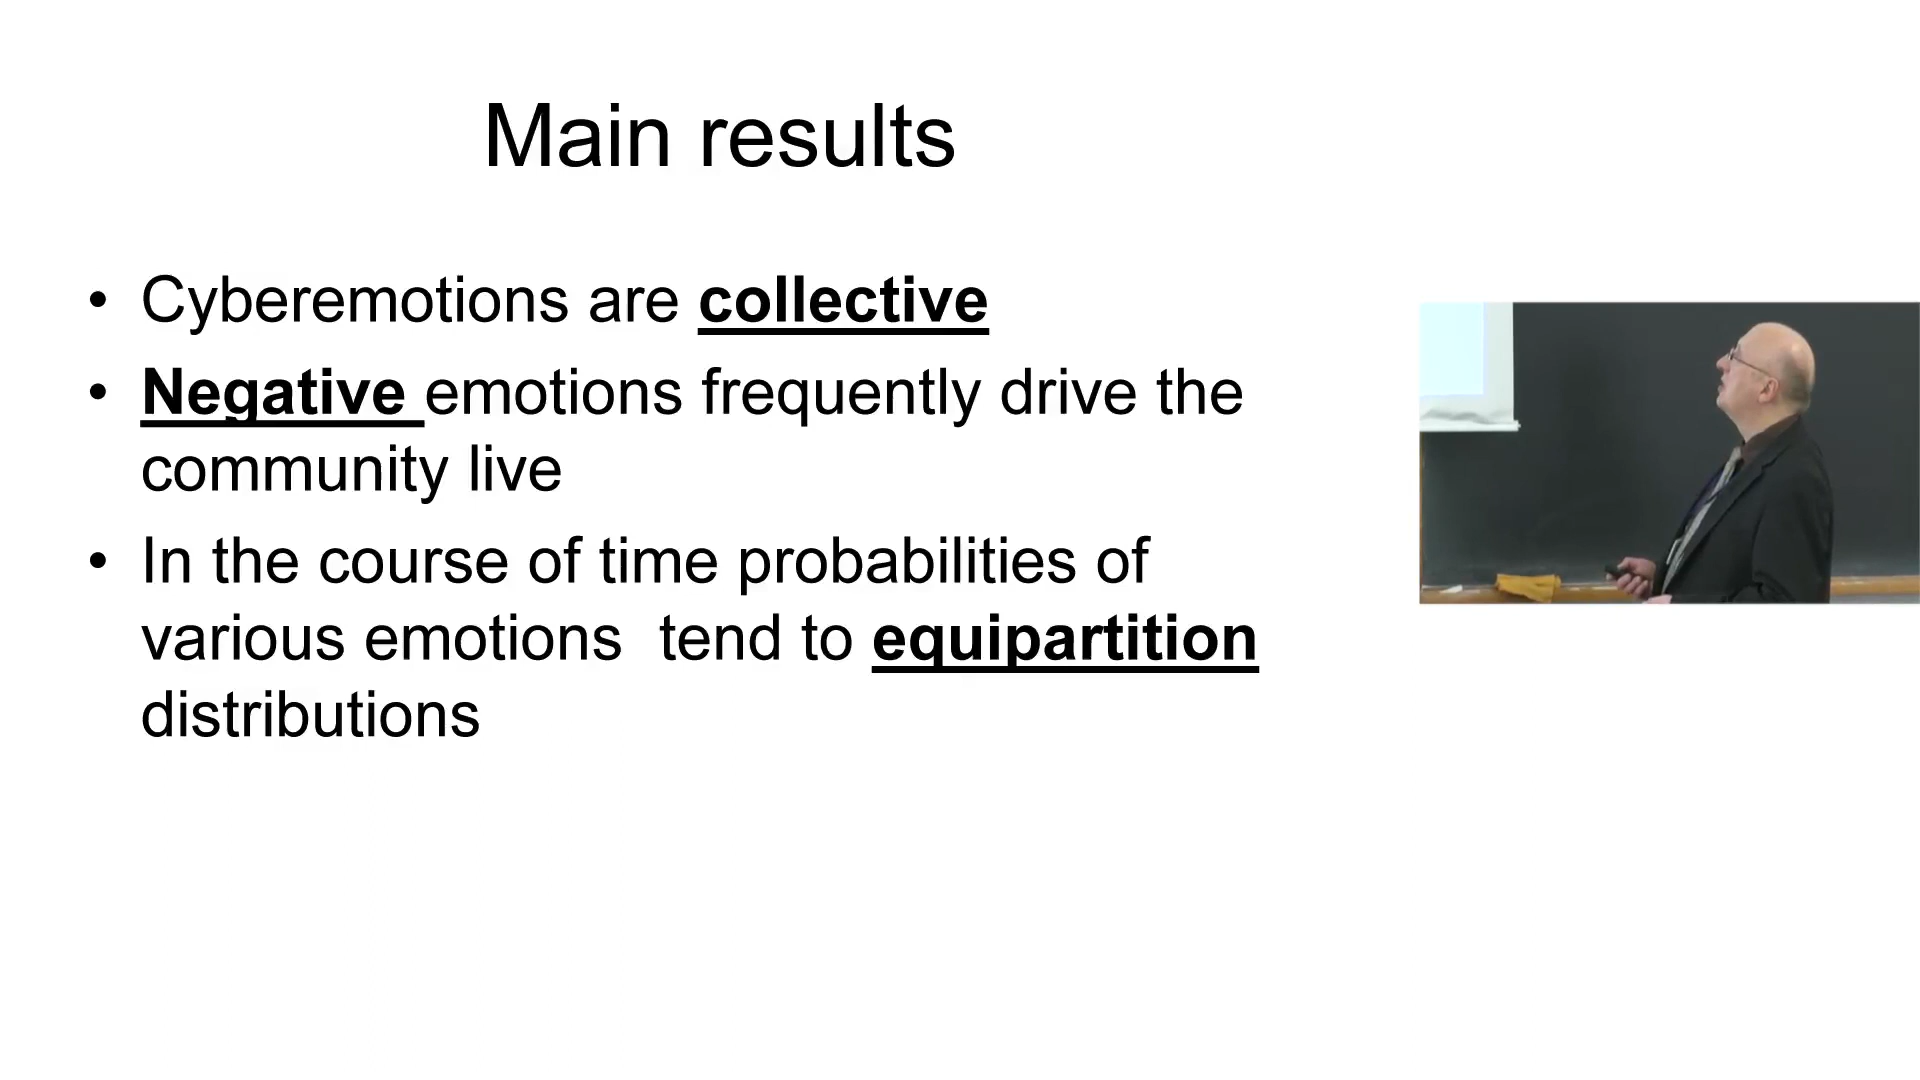 Main results
• Cyberemotions are collective
• Negative emotions frequently drive the
community live
• In the course of time probabilities of
various emotions  tend to equipartition
distributions